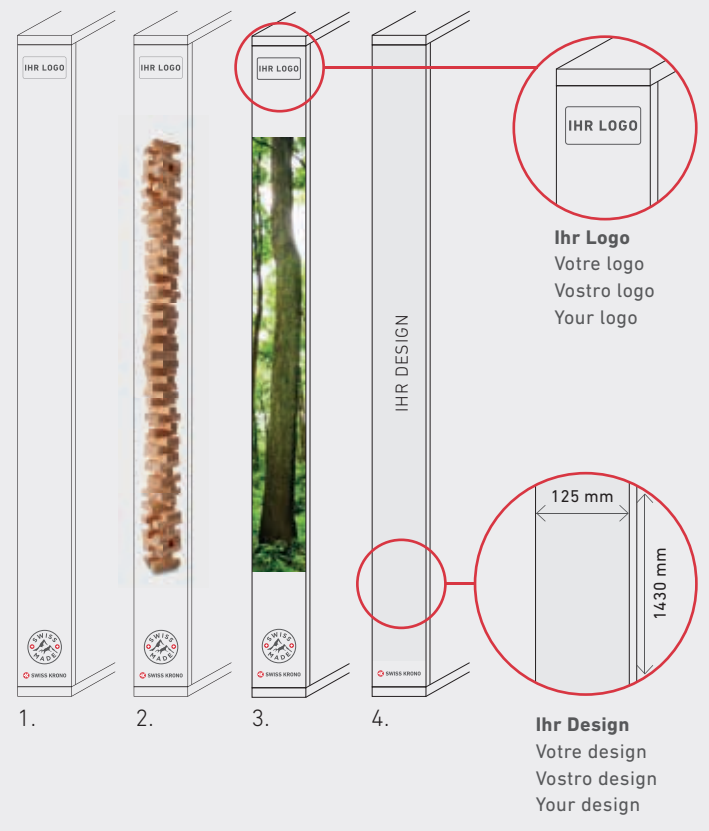 IHR LOGO
IHR LOGO
IHR LOGO
IHR LOGO
Ihr Logo
Votre logo
Vostro logo
Your logo
IHR DESIGN
125 mm
1430 mm
SWISS MADE
SWISS KRONO
SWISS MADE
SWISS KRONO
SWISS MADE
SWISS KRONO
SWISS KRONO
1.
2.
3.
4.
Ihr Design
Votre design
Vostro design
Your design